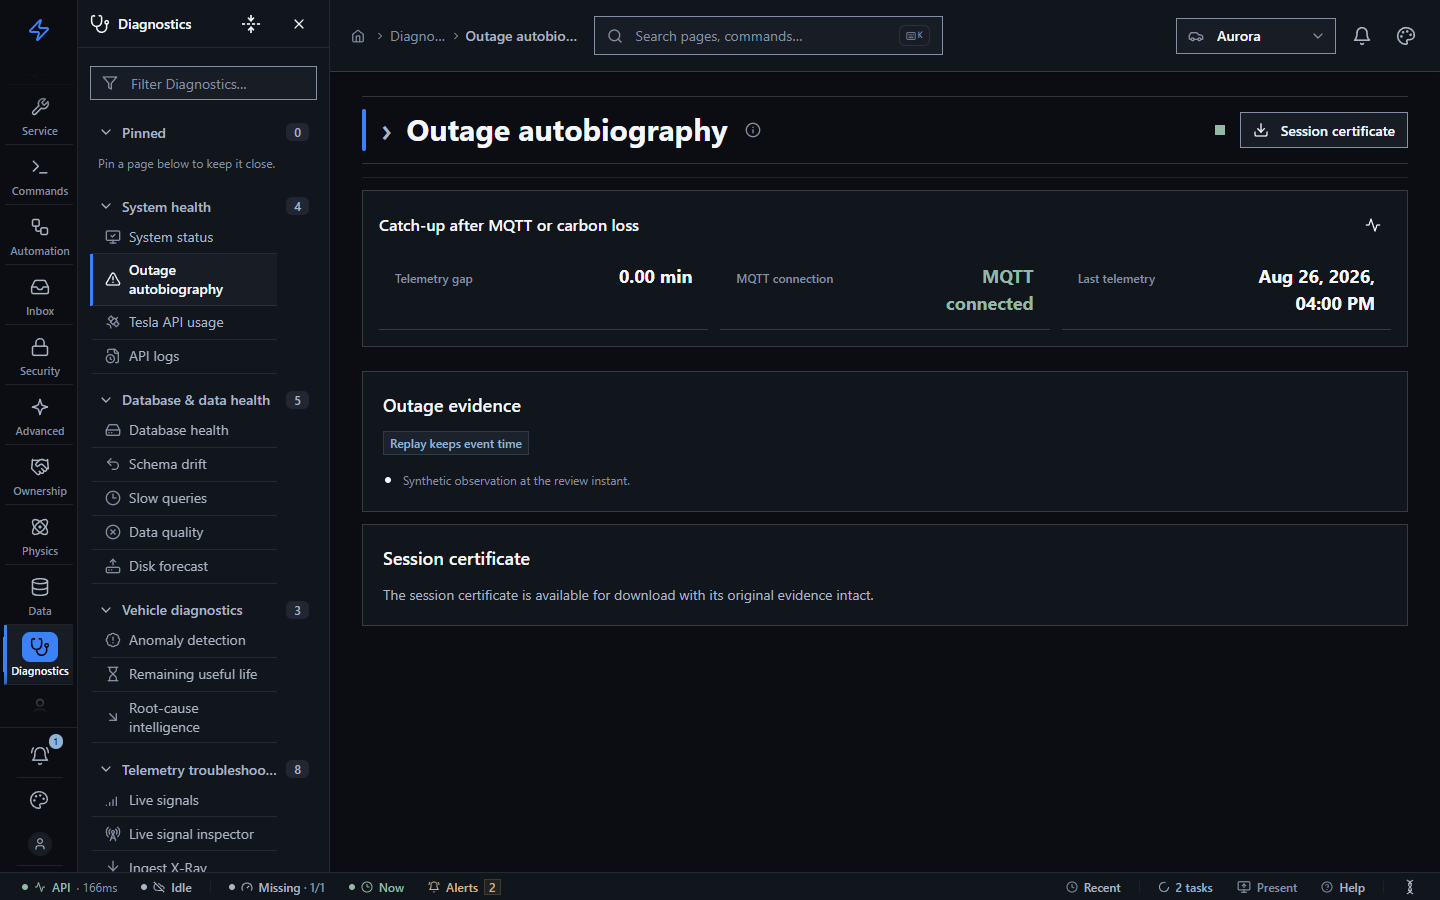 Diagnostics
Filter Diagnostics...
Pinned
0
Pin a page below to keep it close.
System health
4
System status
Outage
autobiography
Tesla API usage
API logs
Database & data health
5
Database health
Schema drift
Slow queries
Data quality
Disk forecast
Vehicle diagnostics
3
Anomaly detection
Remaining useful life
Root-cause
intelligence
Telemetry troubleshoo...
8
Live signals
Live signal inspector
Ingest X-Ray
Service
Commands
Automation
Inbox
Security
Advanced
Ownership
Physics
Data
Diagnostics
1
Diagno...
Outage autobio...
Search pages, commands...
K
Aurora
Outage autobiography
Session certificate
Catch-up after MQTT or carbon loss
Telemetry gap
0.00 min
MQTT connection
MQTT
connected
Last telemetry
Aug 26, 2026,
04:00 PM
Outage evidence
Replay keeps event time
Synthetic observation at the review instant.
Session certificate
The session certificate is available for download with its original evidence intact.
API · 166ms
Idle
Missing · 1/1
Now
Alerts 2
Recent
2 tasks
Present
Help